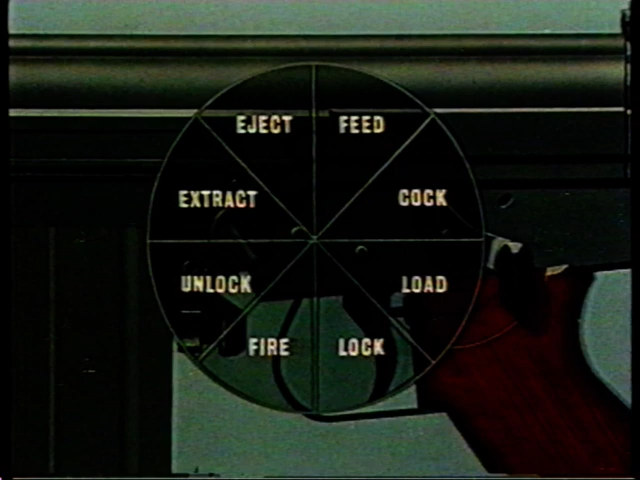 EJECT FEED
EXTRACT COCK
UNLOCK LOAD
FIRE LOCK